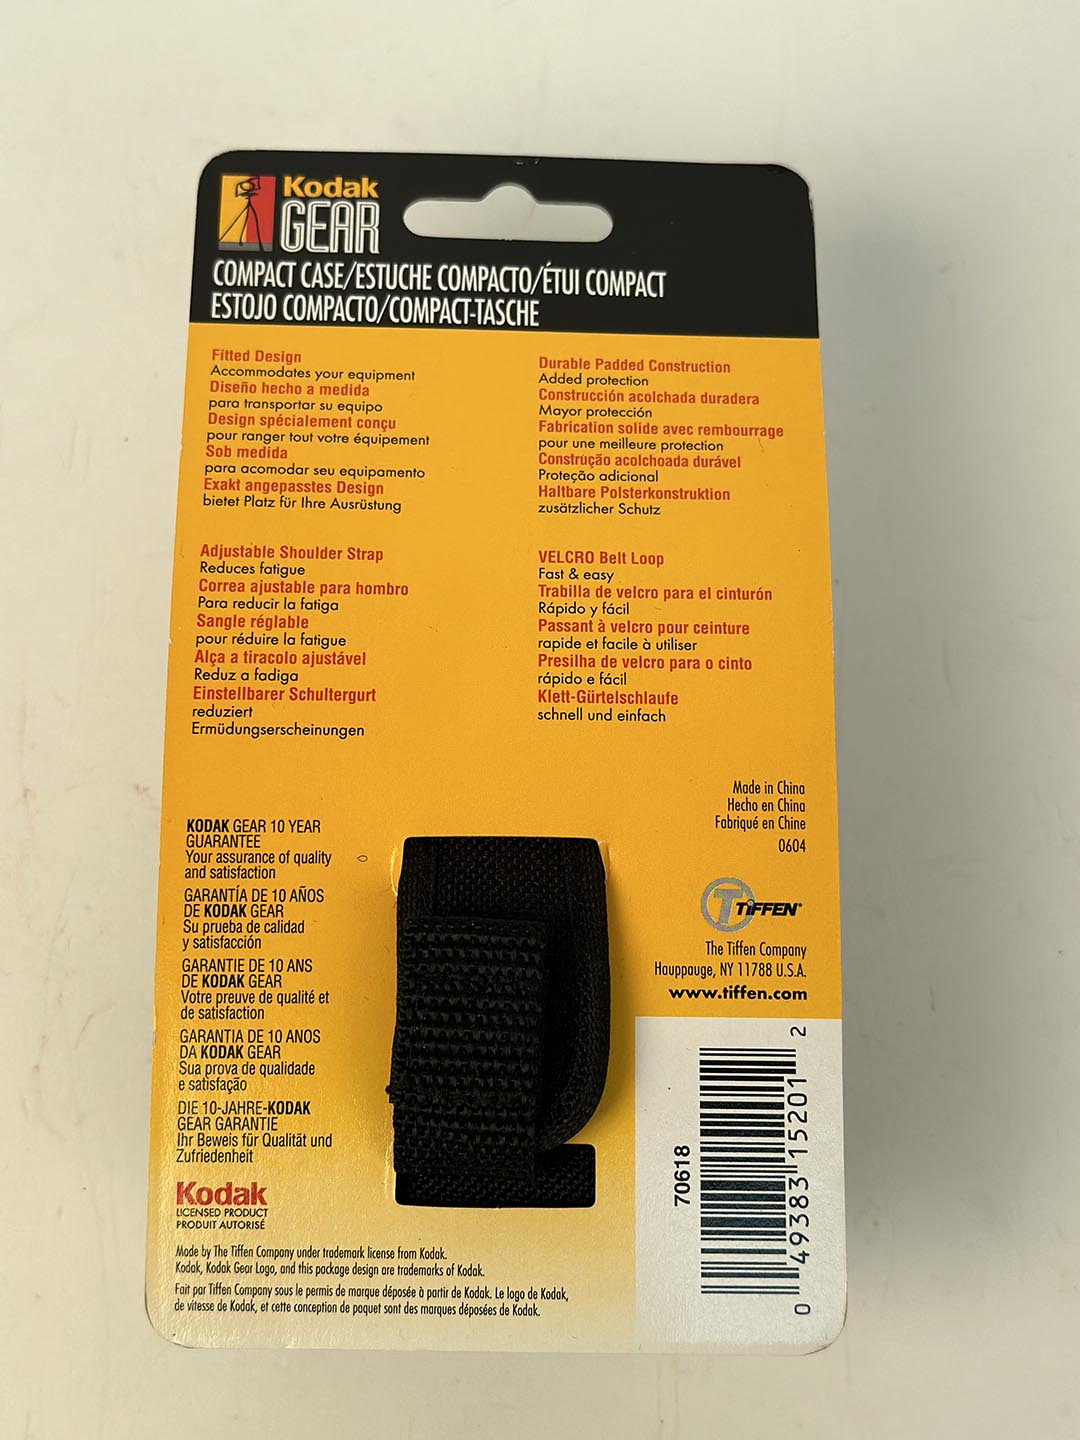 Kodak
GEAR
COMPACT CASE/ESTUCHE COMPACTO/ÉTUI COMPACT
ESTOJO COMPACTO/COMPACT-TASCHE
Fitted Design
Accommodates your equipment
Diseño hecho a medida
para transportar su equipo
Design spécialement conçu
pour ranger tout votre équipement
Sob medida
para acomodar seu equipamento
Exakt angepasstes Design
bietet Platz für Ihre Ausrüstung
Durable Padded Construction
Added protection
Construcción acolchada duradera
Mayor protección
Fabrication solide avec rembourrage
pour une meilleure protection
Construção acolchoada durável
Proteção adicional
Haltbare Polsterkonstruktion
zusätzlicher Schutz
Adjustable Shoulder Strap
Reduces fatigue
Correa ajustable para hombro
Para reducir la fatiga
Sangle réglable
pour réduire la fatigue
Alça a tiracolo ajustável
Reduz a fadiga
Einstellbarer Schultergurt
reduziert
Ermüdungserscheinungen
VELCRO Belt Loop
Fast & easy
Trabilla de velcro para el cinturón
Rápido y fácil
Passant à velcro pour ceinture
rapide et facile à utiliser
Presilha de velcro para o cinto
rápido e fácil
Klett-Gürtelschlaufe
schnell und einfach
Made in China
Hecho en China
Fabriqué en Chine
0604
KODAK GEAR 10 YEAR
GUARANTEE
Your assurance of quality
and satisfaction
GARANTÍA DE 10 AÑOS
DE KODAK GEAR
Su prueba de calidad
y satisfacción
GARANTIE DE 10 ANS
DE KODAK GEAR
Votre preuve de qualité et
de satisfaction
GARANTIA DE 10 ANOS
DA KODAK GEAR
Sua prova de qualidade
e satisfação
DIE 10-JAHRE-KODAK
GEAR GARANTIE
Ihr Beweis für Qualität und
Zufriedenheit
TIFFEN®
The Tiffen Company
Hauppauge, NY 11788 U.S.A.
www.tiffen.com
Kodak
LICENSED PRODUCT
PRODUIT AUTORISÉ
Made by The Tiffen Company under trademark license from Kodak.
Kodak, Kodak Gear Logo, and this package design are trademarks of Kodak.
Fait par Tiffen Company sous le permis de marque déposée à partir de Kodak. Le logo de Kodak,
de vitesse de Kodak, et cette conception de paquet sont des marques déposées de Kodak.
70618
0 49383 15201 2